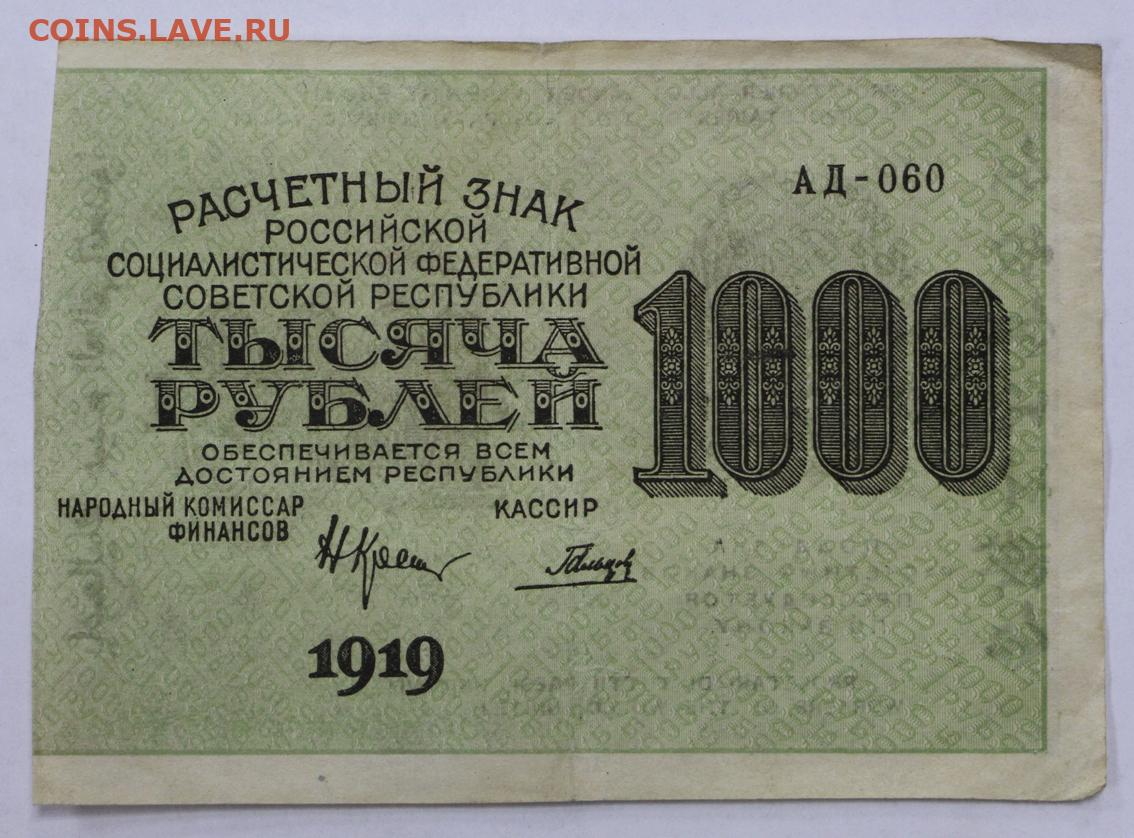 COINS.LAVE.RU
АД-060
РАСЧЕТНЫЙ ЗНАК
РОССИЙСКОЙ
СОЦИАЛИСТИЧЕСКОЙ ФЕДЕРАТИВНОЙ
СОВЕТСКОЙ РЕСПУБЛИКИ
ТЫСЯЧА
РУБЛЕЙ
1000
ОБЕСПЕЧИВАЕТСЯ ВСЕМ
ДОСТОЯНИЕМ РЕСПУБЛИКИ
НАРОДНЫЙ КОМИССАР
ФИНАНСОВ
КАССИР
1919